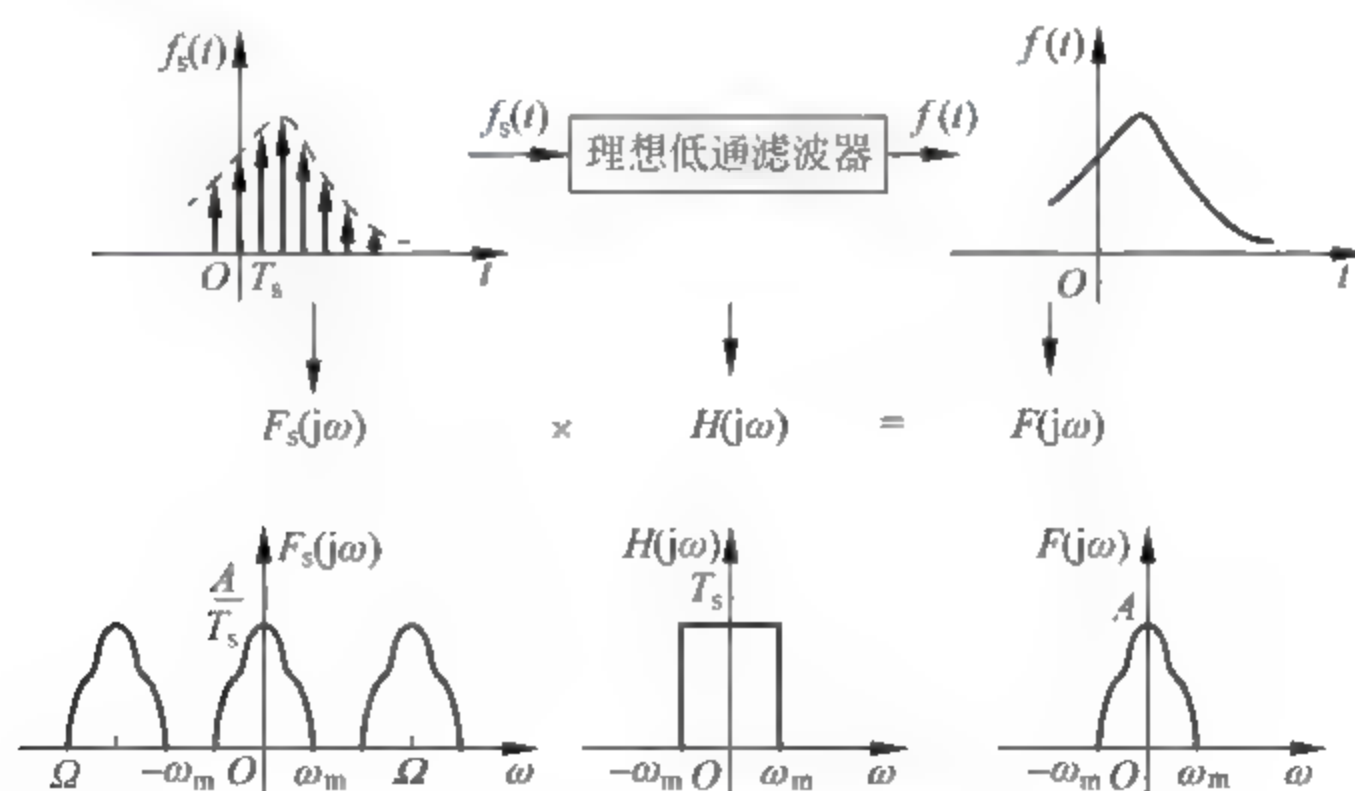 fₛ(t)
f(t)
fₛ(t)
理想低通滤波器
f(t)
O Tₛ t
O t
Fₛ(jω) × H(jω) = F(jω)
Fₛ(jω)
H(jω)
F(jω)
A/Tₛ
Tₛ
A
Ω -ωₘ O ωₘ Ω ω
-ωₘ O ωₘ ω
-ωₘ O ωₘ ω